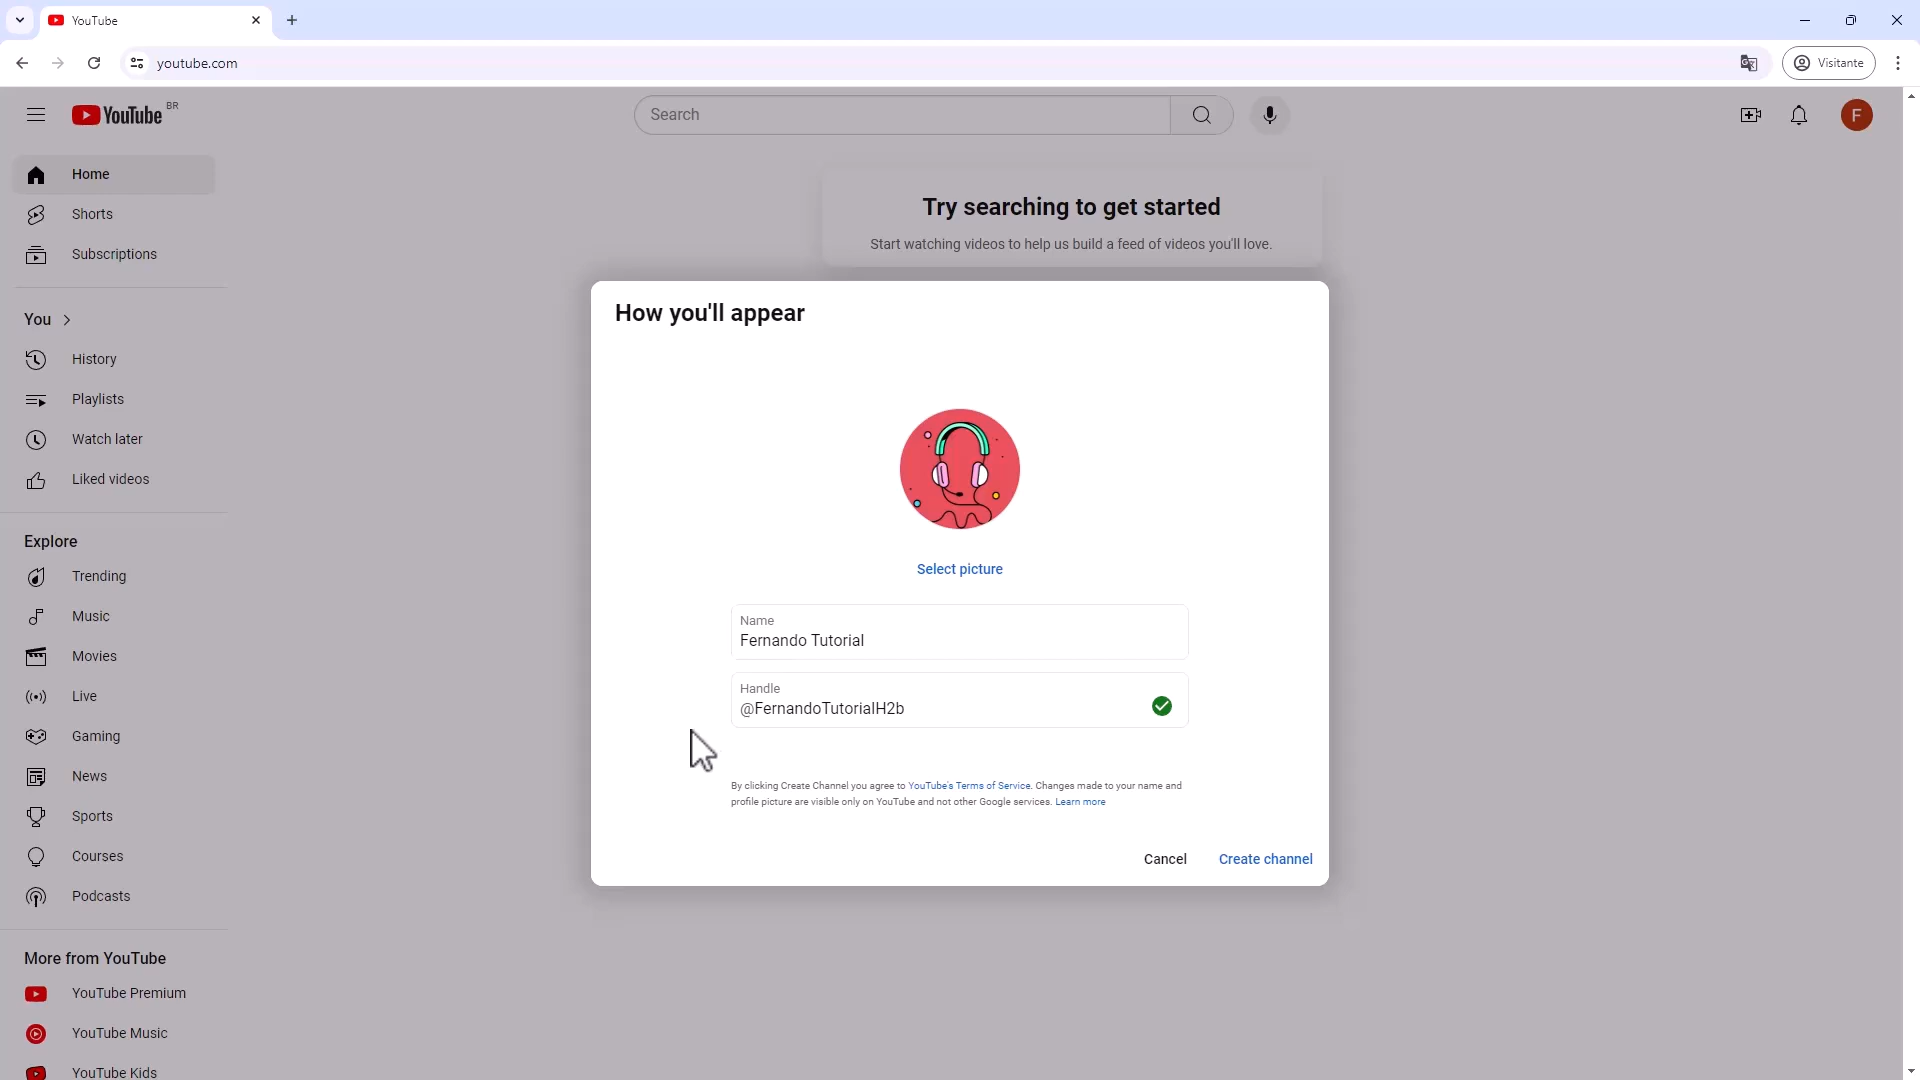 YouTube
youtube.com
Visitante
YouTube BR
Search
F
Home
Shorts
Subscriptions
You
History
Playlists
Watch later
Liked videos
Explore
Trending
Music
Movies
Live
Gaming
News
Sports
Courses
Podcasts
More from YouTube
YouTube Premium
YouTube Music
YouTube Kids
Try searching to get started
Start watching videos to help us build a feed of videos you'll love.
How you'll appear
Select picture
Name
Fernando Tutorial
Handle
@FernandoTutorialH2b
By clicking Create Channel you agree to YouTube's Terms of Service. Changes made to your name and
profile picture are visible only on YouTube and not other Google services. Learn more
Cancel
Create channel